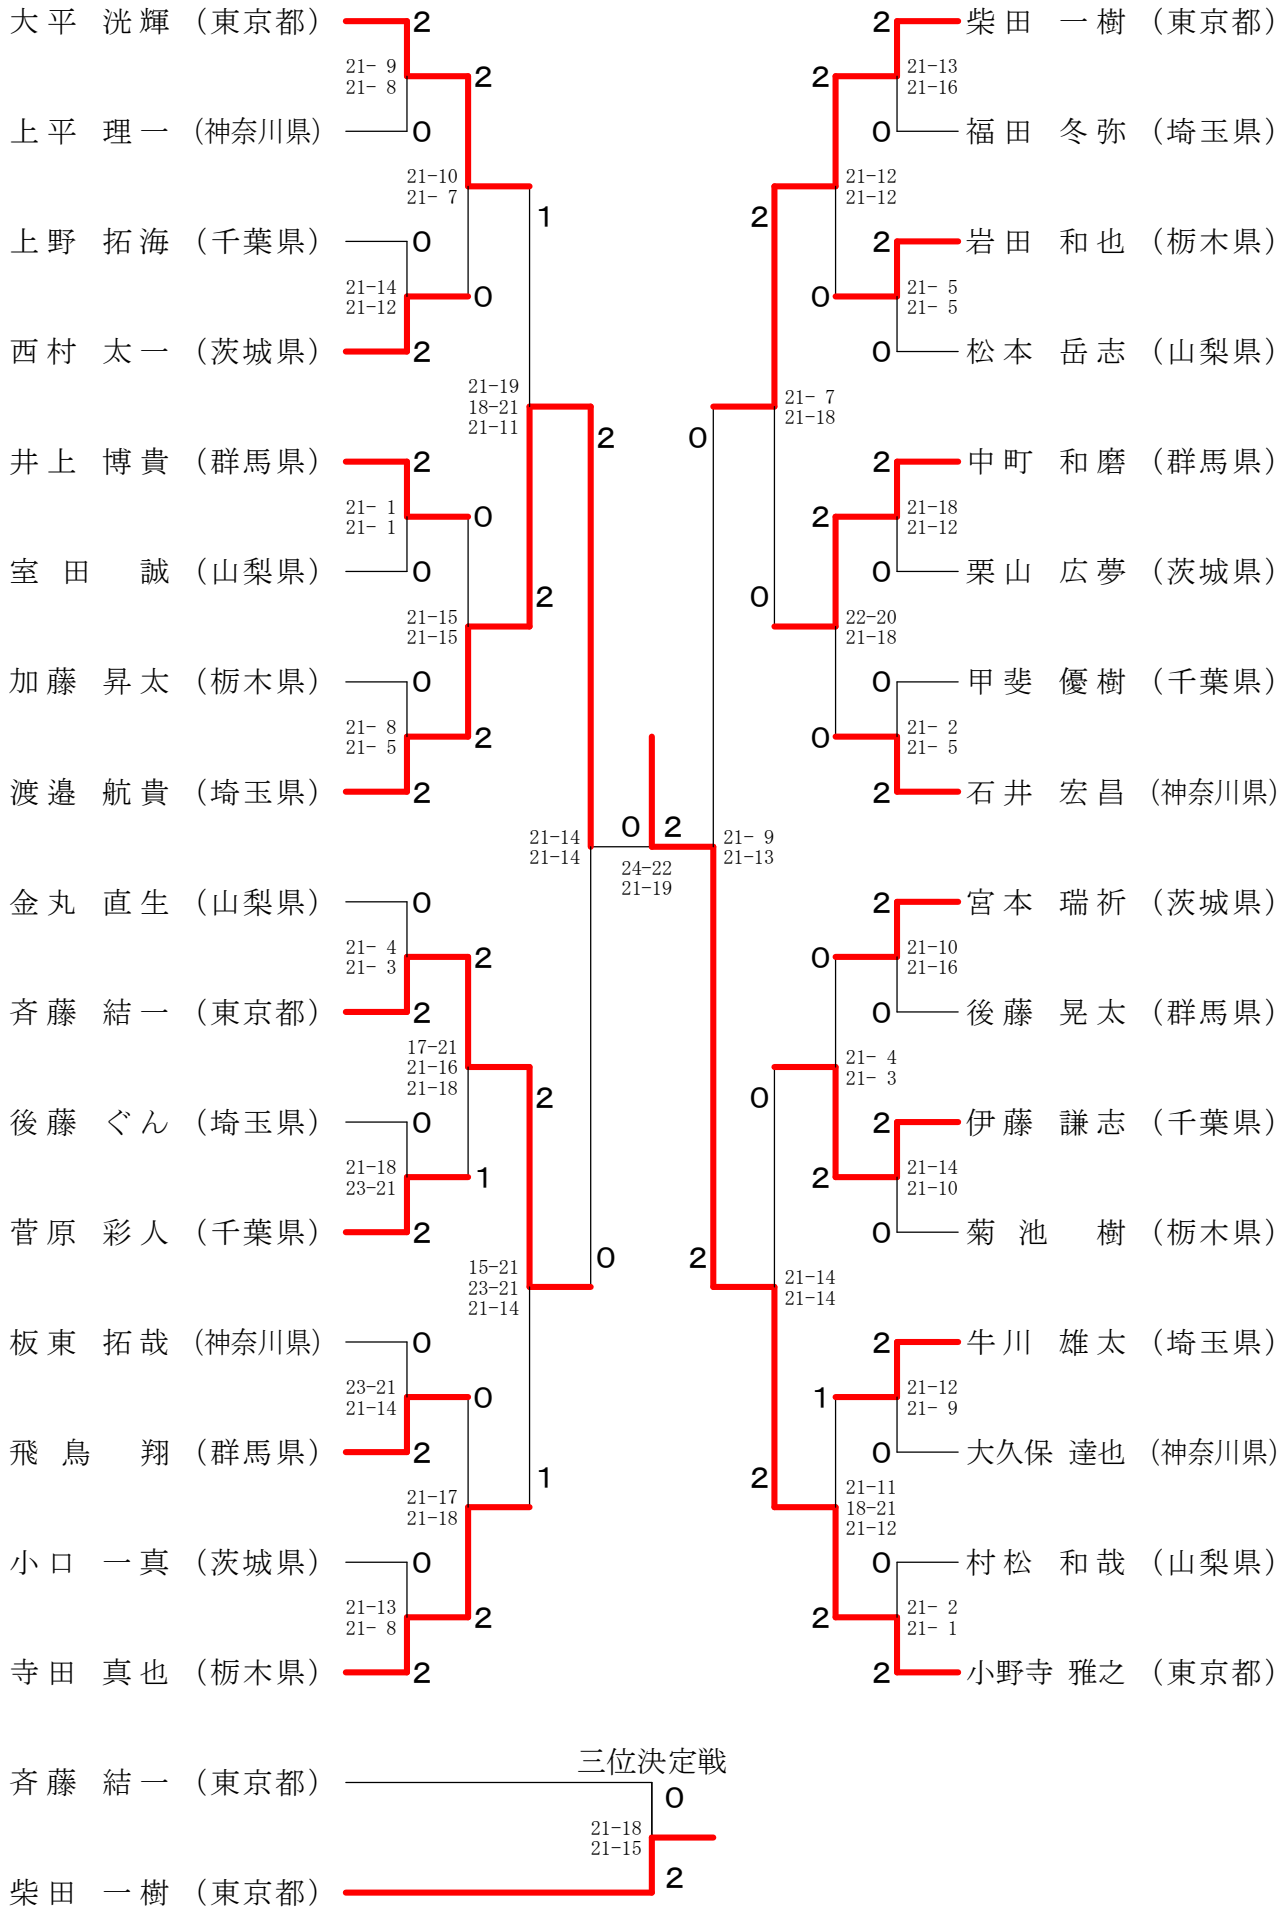 大平 洸輝 (東京都) 2
21- 9
21- 8
2
上平 理一 (神奈川県) 0
21-10
21- 7
1
上野 拓海 (千葉県) 0
21-14
21-12
0
西村 太一 (茨城県) 2
21-19
18-21
21-11
2
井上 博貴 (群馬県) 2
21- 1
21- 1
0
室田 誠 (山梨県) 0
21-15
21-15
2
加藤 昇太 (栃木県) 0
21- 8
21- 5
2
渡邉 航貴 (埼玉県) 2
21-14
21-14
0 2
24-22
21-19
金丸 直生 (山梨県) 0
21- 4
21- 3
2
斉藤 結一 (東京都) 2
17-21
21-16
21-18
2
後藤 ぐん (埼玉県) 0
21-18
23-21
1
菅原 彩人 (千葉県) 2
15-21
23-21
21-14
0
板東 拓哉 (神奈川県) 0
23-21
21-14
0
飛鳥 翔 (群馬県) 2
21-17
21-18
1
小口 一真 (茨城県) 0
21-13
21- 8
2
寺田 真也 (栃木県) 2
2 柴田 一樹 (東京都)
2
21-13
21-16
0 福田 冬弥 (埼玉県)
2
21-12
21-12
2 岩田 和也 (栃木県)
0
21- 5
21- 5
0 松本 岳志 (山梨県)
0
21- 7
21-18
2 中町 和磨 (群馬県)
2
21-18
21-12
0 栗山 広夢 (茨城県)
0
22-20
21-18
0 甲斐 優樹 (千葉県)
0
21- 2
21- 5
2 石井 宏昌 (神奈川県)
21- 9
21-13
2 宮本 瑞祈 (茨城県)
0
21-10
21-16
0 後藤 晃太 (群馬県)
0
21- 4
21- 3
2 伊藤 謙志 (千葉県)
2
21-14
21-10
0 菊池 樹 (栃木県)
2
21-14
21-14
2 牛川 雄太 (埼玉県)
1
21-12
21- 9
0 大久保 達也 (神奈川県)
2
21-11
18-21
21-12
0 村松 和哉 (山梨県)
2
21- 2
21- 1
2 小野寺 雅之 (東京都)
三位決定戦
斉藤 結一 (東京都) 0
21-18
21-15
柴田 一樹 (東京都) 2